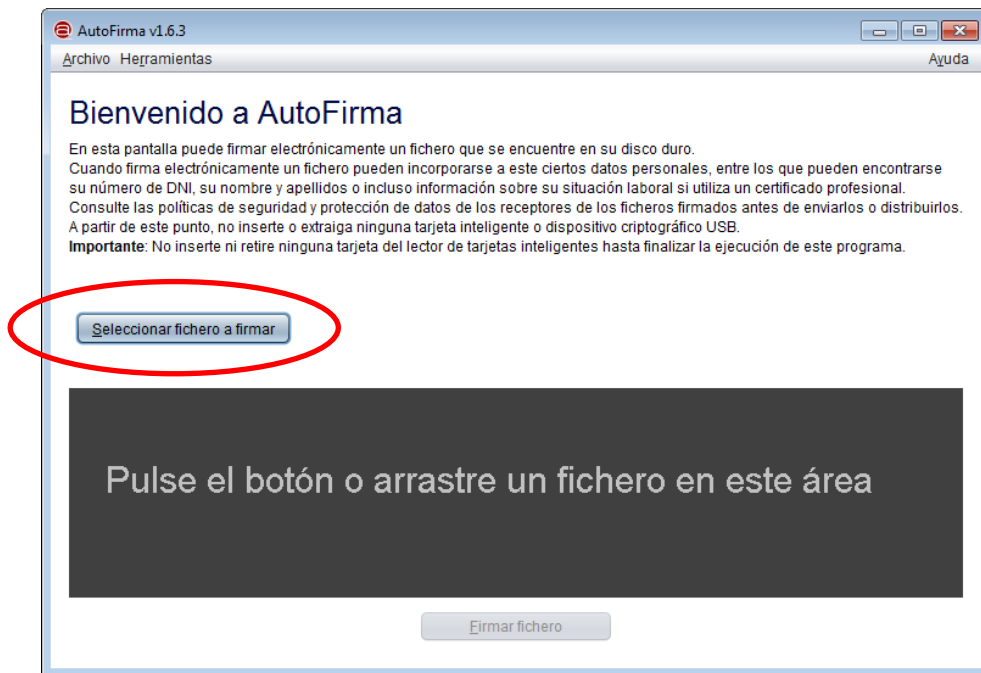 AutoFirma v1.6.3
Archivo Herramientas Ayuda
Bienvenido a AutoFirma
En esta pantalla puede firmar electrónicamente un fichero que se encuentre en su disco duro.
Cuando firma electrónicamente un fichero pueden incorporarse a este ciertos datos personales, entre los que pueden encontrarse
su número de DNI, su nombre y apellidos o incluso información sobre su situación laboral si utiliza un certificado profesional.
Consulte las políticas de seguridad y protección de datos de los receptores de los ficheros firmados antes de enviarlos o distribuirlos.
A partir de este punto, no inserte o extraiga ninguna tarjeta inteligente o dispositivo criptográfico USB.
Importante: No inserte ni retire ninguna tarjeta del lector de tarjetas inteligentes hasta finalizar la ejecución de este programa.
Seleccionar fichero a firmar
Pulse el botón o arrastre un fichero en este área
Firmar fichero